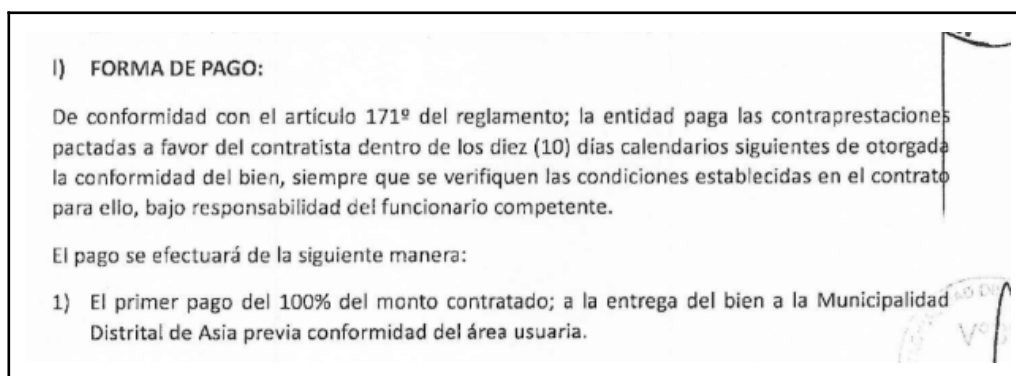 I) FORMA DE PAGO:
De conformidad con el artículo 171º del reglamento; la entidad paga las contraprestaciones
pactadas a favor del contratista dentro de los diez (10) días calendarios siguientes de otorgada
la conformidad del bien, siempre que se verifiquen las condiciones establecidas en el contrato
para ello, bajo responsabilidad del funcionario competente.
El pago se efectuará de la siguiente manera:
1) El primer pago del 100% del monto contratado; a la entrega del bien a la Municipalidad
Distrital de Asia previa conformidad del área usuaria.